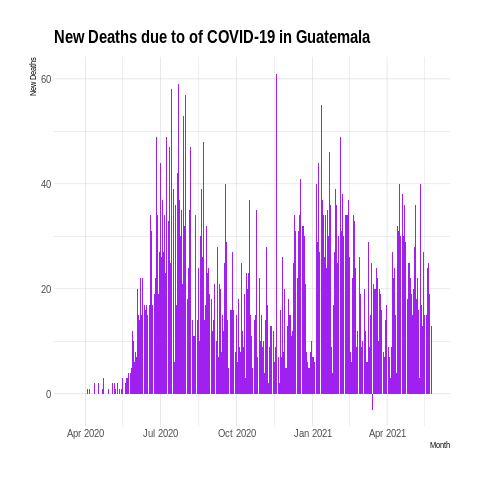 New Deaths due to of COVID-19 in Guatemala
New Deaths
60
40
20
0
Apr 2020 Jul 2020 Oct 2020 Jan 2021 Apr 2021
Month